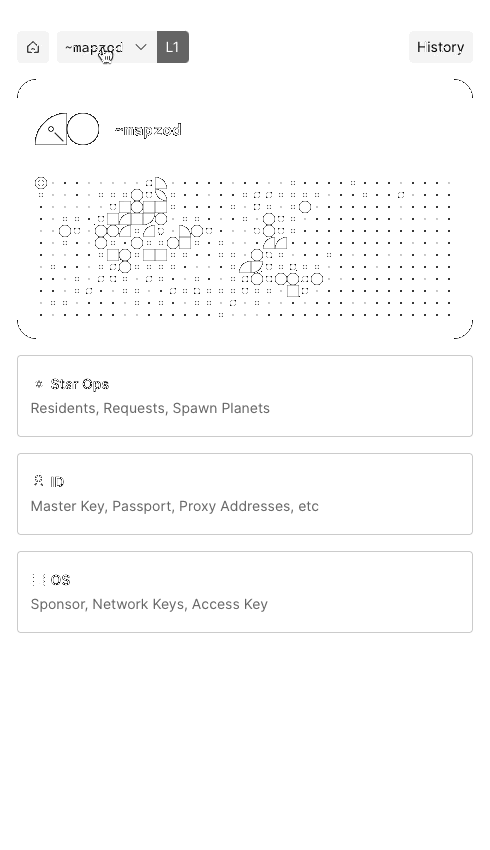 ~mapzod L1 History
~mapzod
Star Ops
Residents, Requests, Spawn Planets
ID
Master Key, Passport, Proxy Addresses, etc
OS
Sponsor, Network Keys, Access Key